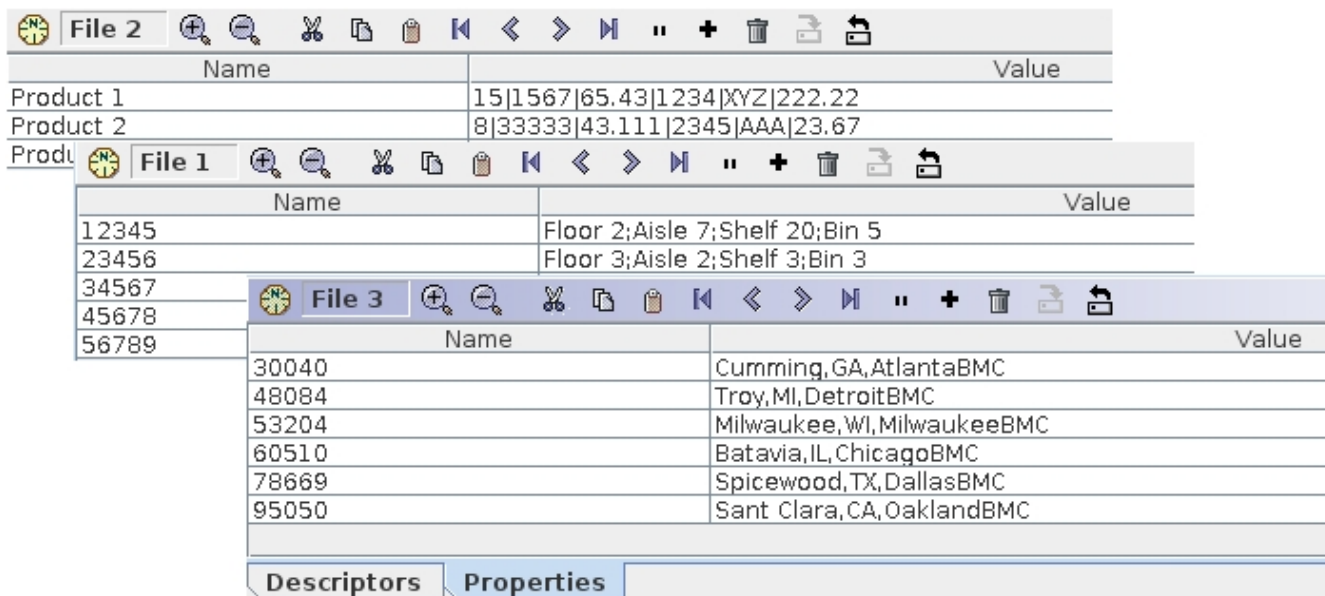 File 2
Name Value
Product 1 15|1567|65.43|1234|XYZ|222.22
Product 2 8|33333|43.111|2345|AAA|23.67
File 1
Name Value
12345 Floor 2;Aisle 7;Shelf 20;Bin 5
23456 Floor 3;Aisle 2;Shelf 3;Bin 3
34567
45678
56789
File 3
Name Value
30040 Cumming,GA,AtlantaBMC
48084 Troy,MI,DetroitBMC
53204 Milwaukee,WI,MilwaukeeBMC
60510 Batavia,IL,ChicagoBMC
78669 Spicewood,TX,DallasBMC
95050 Sant Clara,CA,OaklandBMC
Descriptors Properties